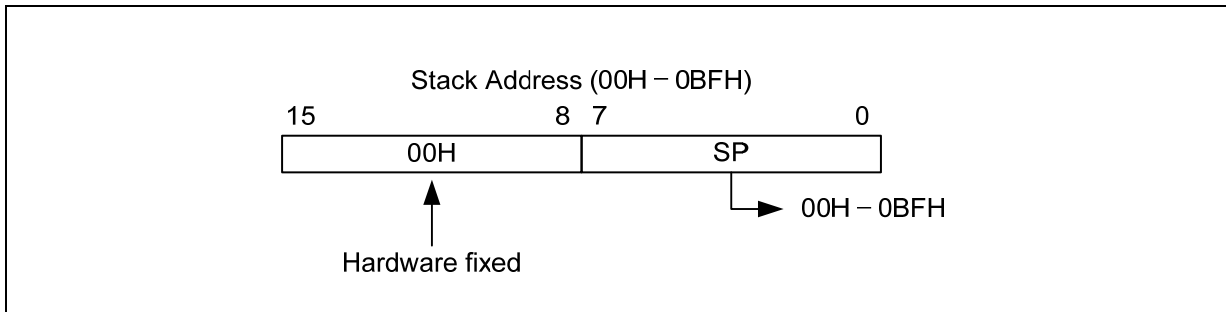 Stack Address (00H – 0BFH)
15 8 7 0
00H SP
00H – 0BFH
Hardware fixed